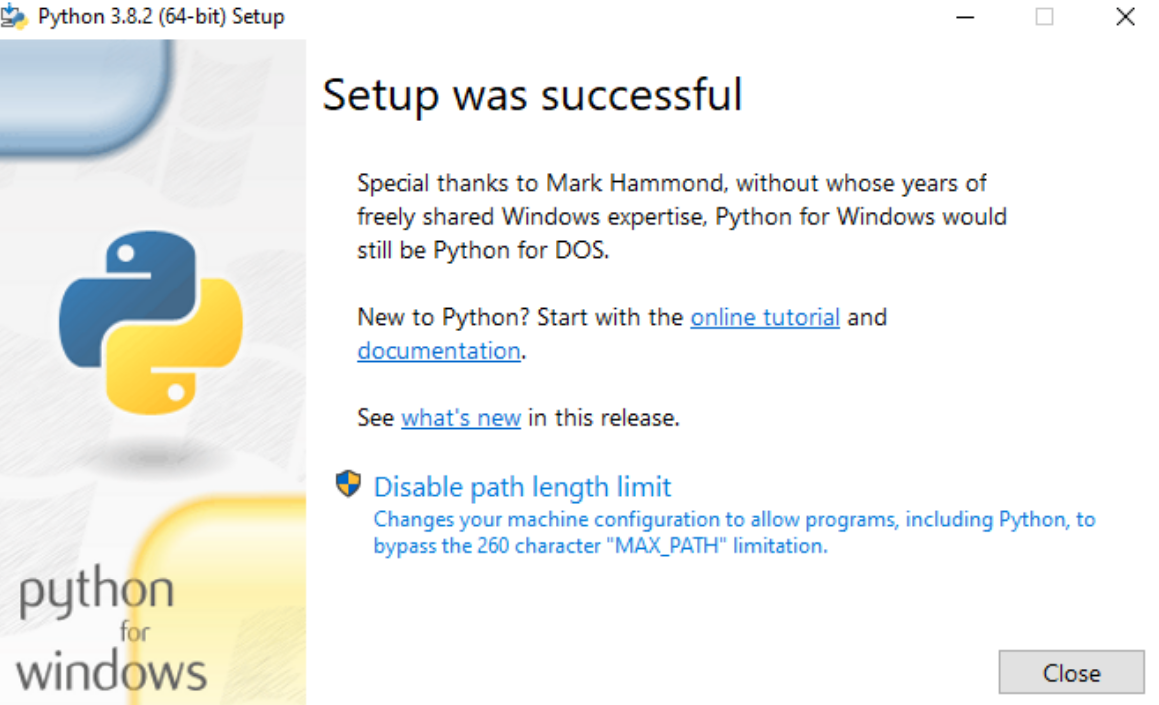 Python 3.8.2 (64-bit) Setup
Setup was successful
Special thanks to Mark Hammond, without whose years of
freely shared Windows expertise, Python for Windows would
still be Python for DOS.
New to Python? Start with the online tutorial and
documentation.
See what's new in this release.
Disable path length limit
Changes your machine configuration to allow programs, including Python, to
bypass the 260 character "MAX_PATH" limitation.
python
for
windows
Close